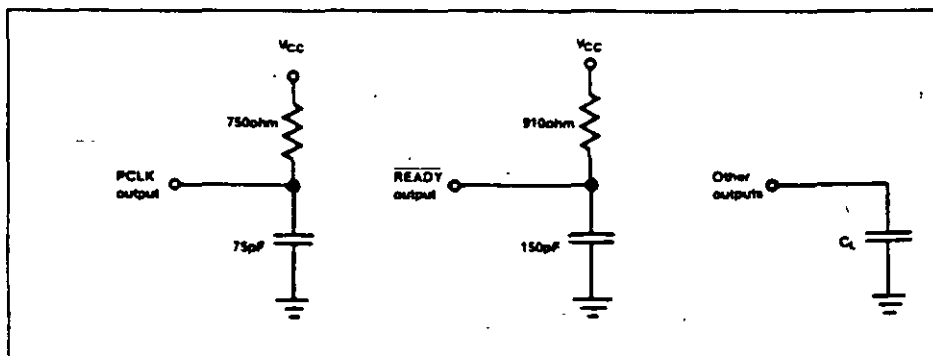 VCC
750ohm
PCLK
output
75pF
VCC
910ohm
READY
output
150pF
Other
outputs
CL